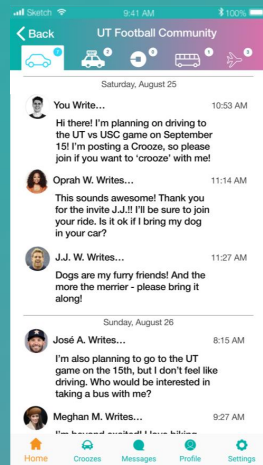 Sketch 9:41 AM 100%
Back UT Football Community
Saturday, August 25
You Write... 10:53 AM
Hi there! I'm planning on driving to
the UT vs USC game on September
15! I'm posting a Crooze, so please
join if you want to 'crooze' with me!
Oprah W. Writes... 11:14 AM
This sounds awesome! Thank you
for the invite J.J.!! I'll be sure to join
your ride. Is it ok if I bring my dog
in your car?
J.J. W. Writes... 11:27 AM
Dogs are my furry friends! And the
more the merrier - please bring it
along!
Sunday, August 26
José A. Writes... 8:15 AM
I'm also planning to go to the UT
game on the 15th, but I don't feel like
driving. Who would be interested in
taking a bus with me?
Meghan M. Writes... 9:27 AM
Home Croozes Messages Profile Settings